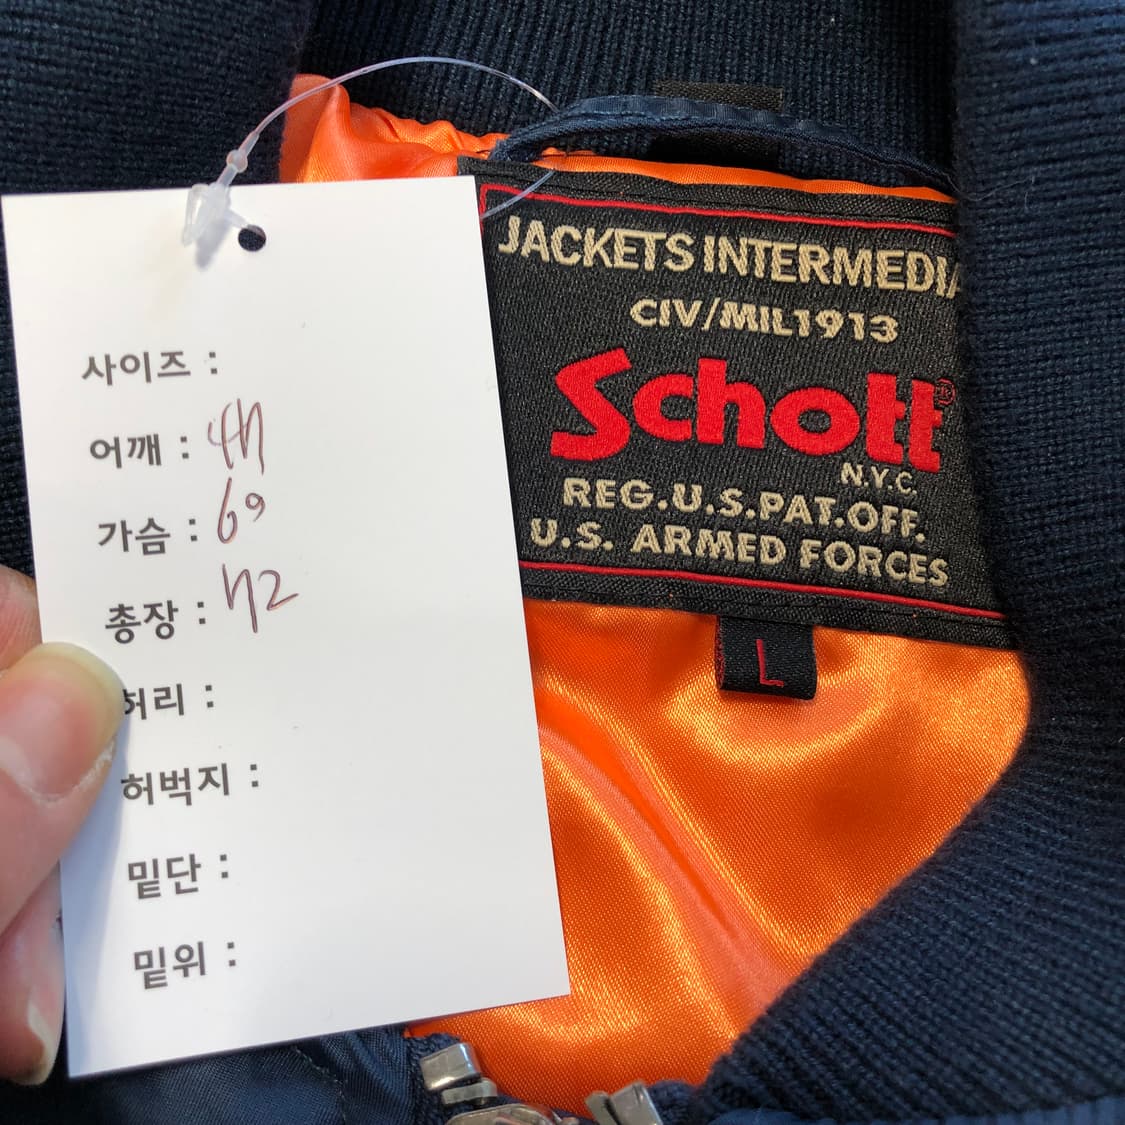 사이즈 :
어깨 : 47
가슴 : 69
총장 : 72
허리 :
허벅지 :
밑단 :
밑위 :
JACKETS INTERMEDIA
CIV/MIL1913
Schott®
N.Y.C.
REG.U.S.PAT.OFF.
U.S. ARMED FORCES
L